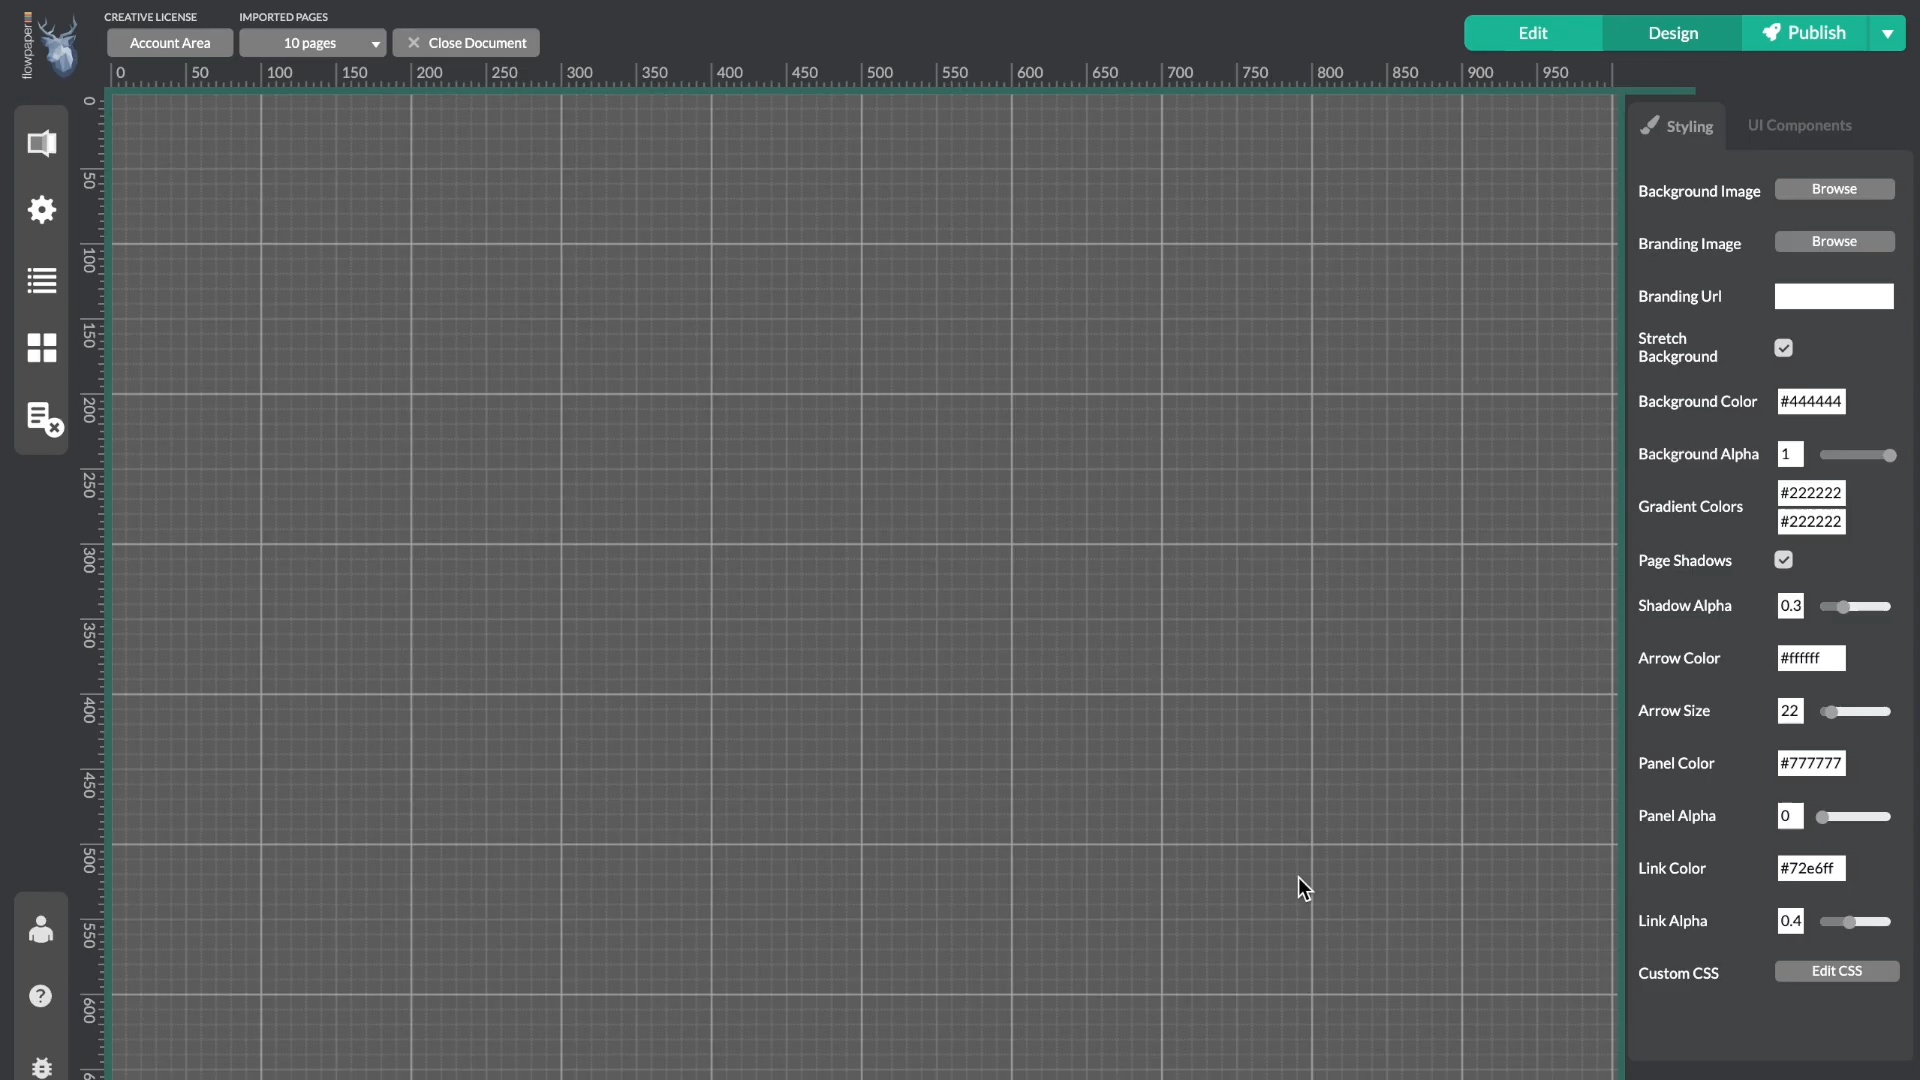 flowpaper
CREATIVE LICENSE
IMPORTED PAGES
Account Area
10 pages
Close Document
Edit
Design
Publish
0 50 100 150 200 250 300 350 400 450 500 550 600 650 700 750 800 850 900 950
0
50
100
150
200
250
300
350
400
450
500
550
600
Styling
UI Components
Background Image
Browse
Branding Image
Browse
Branding Url
Stretch
Background
Background Color
#444444
Background Alpha
1
Gradient Colors
#222222
#222222
Page Shadows
Shadow Alpha
0.3
Arrow Color
#ffffff
Arrow Size
22
Panel Color
#777777
Panel Alpha
0
Link Color
#72e6ff
Link Alpha
0.4
Custom CSS
Edit CSS